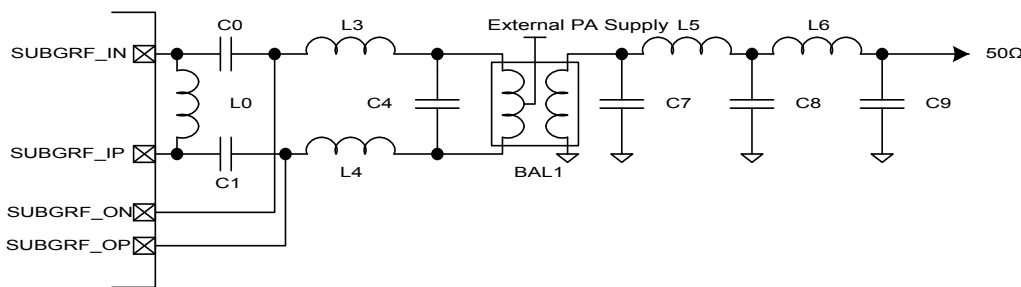 C0
L3
External PA Supply
L5
L6
SUBGRF_IN
50Ω
L0
C4
C7
C8
C9
SUBGRF_IP
C1
L4
BAL1
SUBGRF_ON
SUBGRF_OP